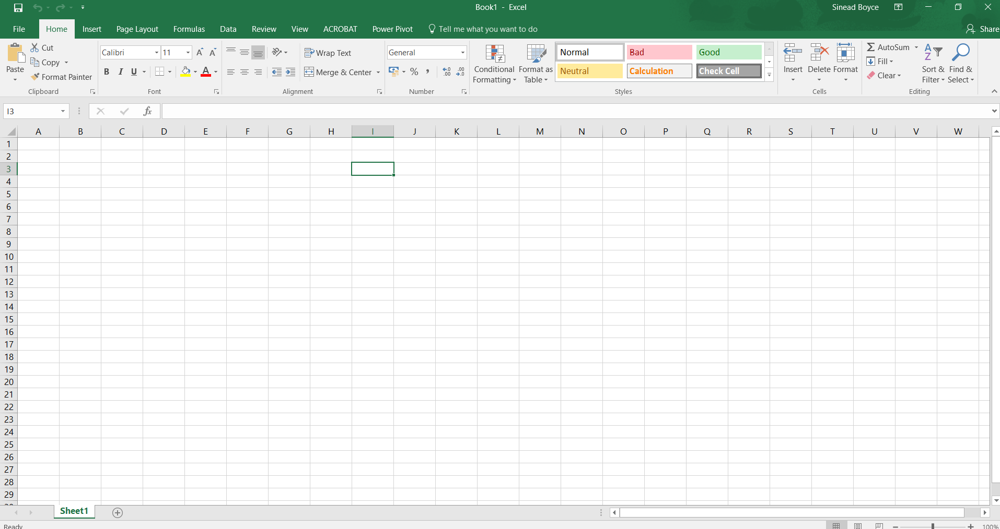 Book1 - Excel
Sinead Boyce
File Home Insert Page Layout Formulas Data Review View ACROBAT Power Pivot Tell me what you want to do Share
Paste
Cut
Copy
Format Painter
Clipboard
Calibri 11 A A
B I U A
Font
Wrap Text
Merge & Center
Alignment
General
% , .0 .00 .00 .0
Number
Conditional Formatting
Format as Table
Normal Bad Good
Neutral Calculation Check Cell
Styles
Insert Delete Format
Cells
AutoSum
Fill
Clear
Sort & Filter
Find & Select
Editing
I3 fx
A B C D E F G H I J K L M N O P Q R S T U V W
1
2
3
4
5
6
7
8
9
10
11
12
13
14
15
16
17
18
19
20
21
22
23
24
25
26
27
28
29
Sheet1
Ready 100%